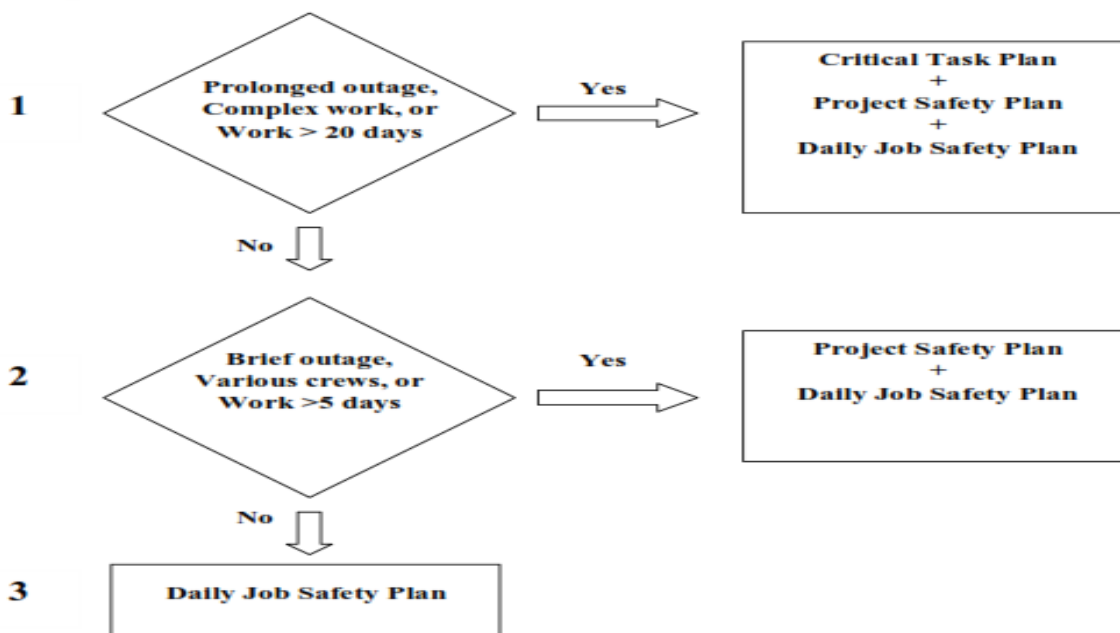 1
Prolonged outage,
Complex work, or
Work > 20 days
Yes
Critical Task Plan
+
Project Safety Plan
+
Daily Job Safety Plan
No
2
Brief outage,
Various crews, or
Work >5 days
Yes
Project Safety Plan
+
Daily Job Safety Plan
No
3
Daily Job Safety Plan